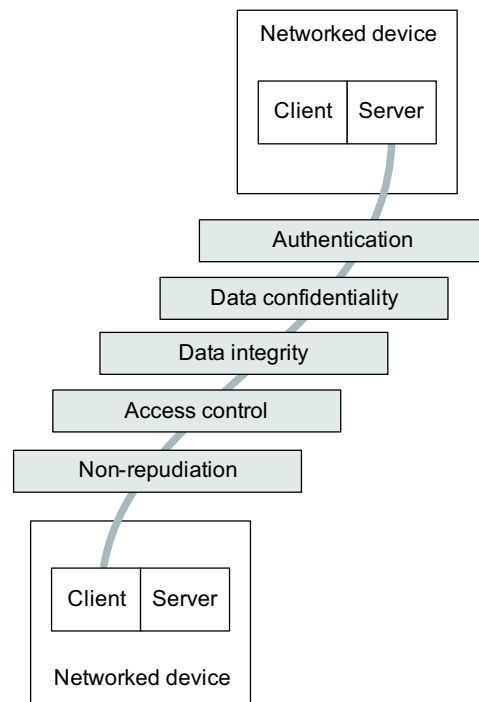 Networked device
Client
Server
Authentication
Data confidentiality
Data integrity
Access control
Non-repudiation
Client
Server
Networked device